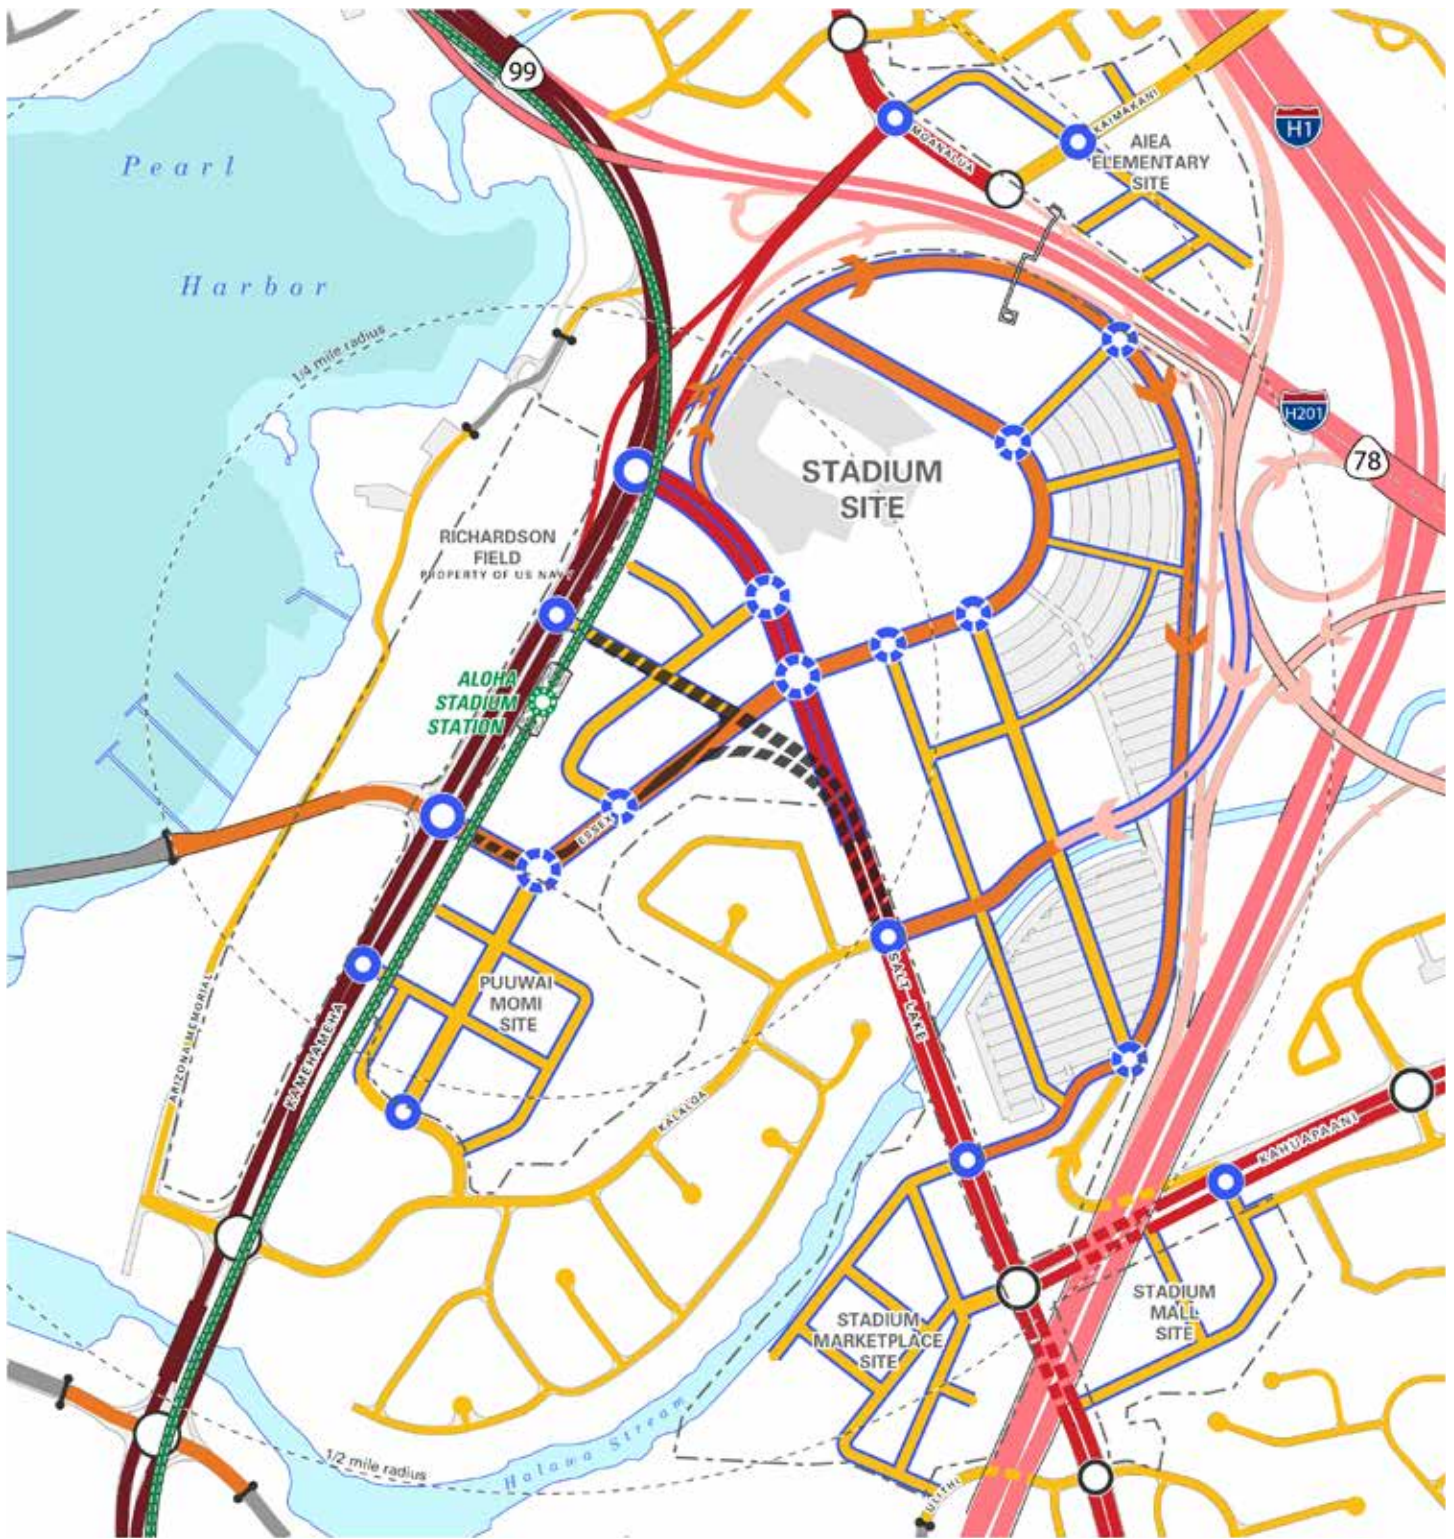 99
Pearl
Harbor
1/4 mile radius
MOANALUA
KAIMAKANI
AIEA
ELEMENTARY
SITE
H1
H201
78
STADIUM
SITE
RICHARDSON
FIELD
PROPERTY OF US NAVY
ALOHA
STADIUM
STATION
ESSEX
PUUWAI
MOMI
SITE
SALT LAKE
ARIZONA MEMORIAL
KAMEHAMEHA
KALALOA
KAHUAPAANI
STADIUM
MALL
SITE
STADIUM
MARKETPLACE
SITE
Halawa Stream
1/2 mile radius
ULITHI